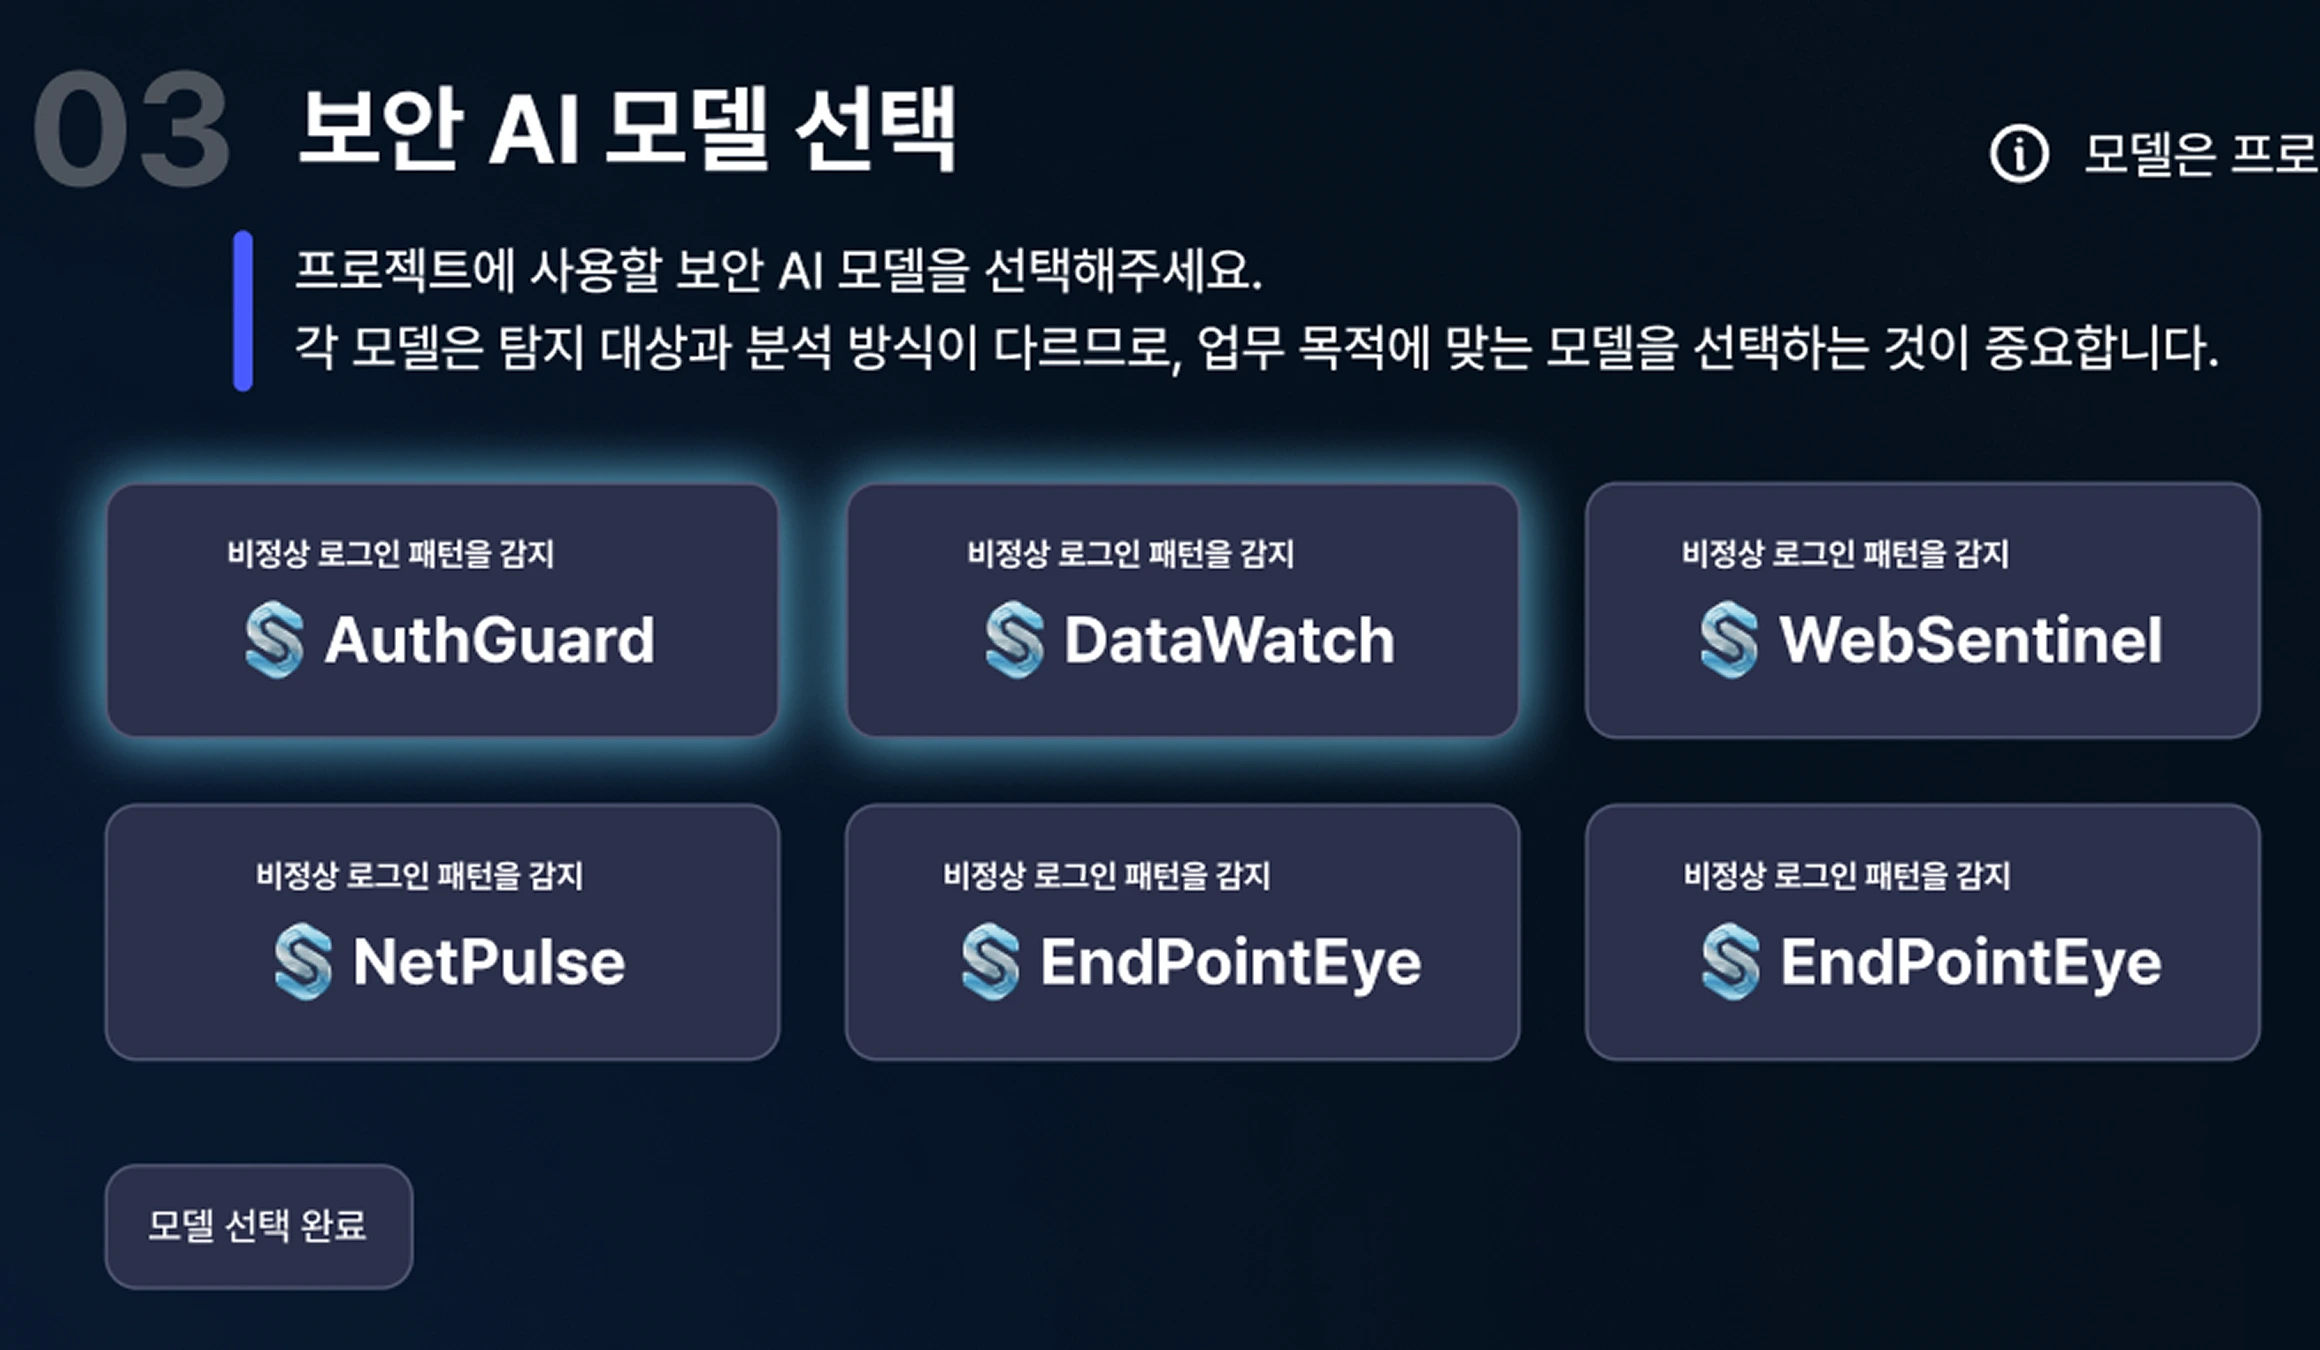 03 보안 AI 모델 선택
모델은 프로
프로젝트에 사용할 보안 AI 모델을 선택해주세요.
각 모델은 탐지 대상과 분석 방식이 다르므로, 업무 목적에 맞는 모델을 선택하는 것이 중요합니다.
비정상 로그인 패턴을 감지
AuthGuard
비정상 로그인 패턴을 감지
DataWatch
비정상 로그인 패턴을 감지
WebSentinel
비정상 로그인 패턴을 감지
NetPulse
비정상 로그인 패턴을 감지
EndPointEye
비정상 로그인 패턴을 감지
EndPointEye
모델 선택 완료